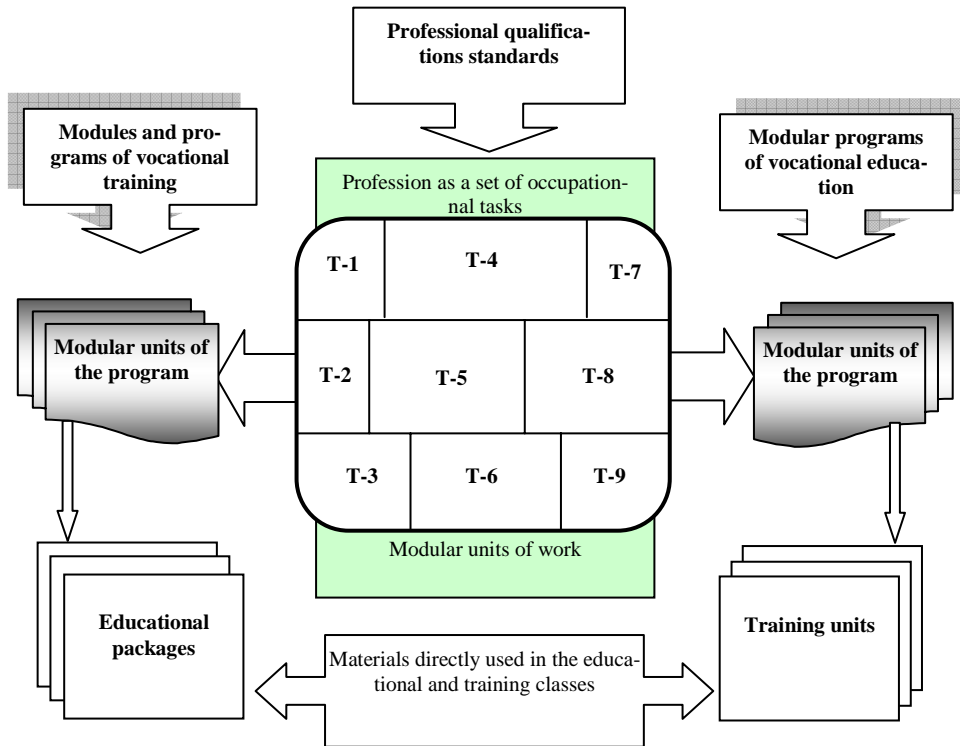 Professional qualifica-
tions standards
Modules and pro-
grams of vocational
training
Modular programs
of vocational educa-
tion
Profession as a set of occupatio-
nal tasks
T-1
T-4
T-7
Modular units of
the program
T-2
T-5
T-8
Modular units of
the program
T-3
T-6
T-9
Modular units of work
Educational
packages
Materials directly used in the educa-
tional and training classes
Training units